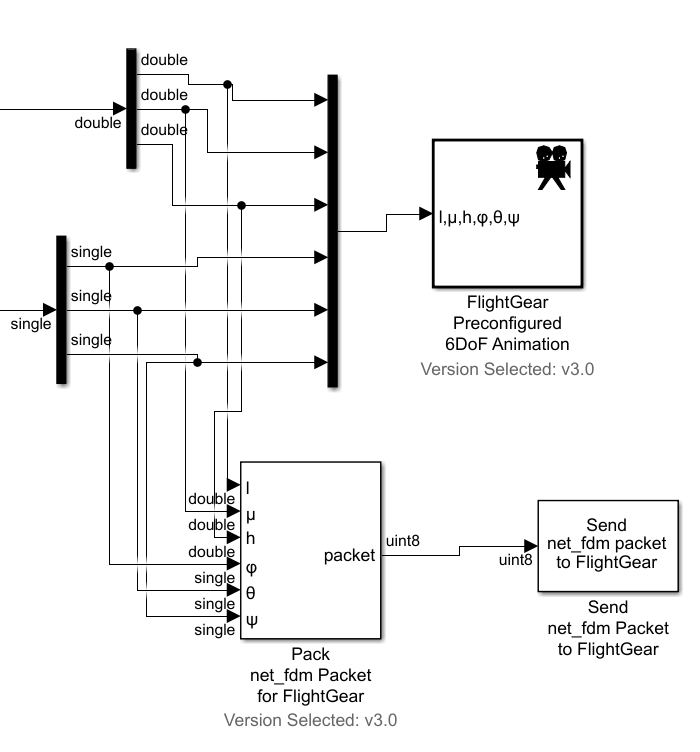 double
double
double
double
single
single
single
single
l,μ,h,φ,θ,ψ
FlightGear
Preconfigured
6DoF Animation
Version Selected: v3.0
l
double
μ
double
h
double
φ
single
θ
single
ψ
single
packet
uint8
uint8
Send
net_fdm packet
to FlightGear
Send
net_fdm Packet
to FlightGear
Pack
net_fdm Packet
for FlightGear
Version Selected: v3.0